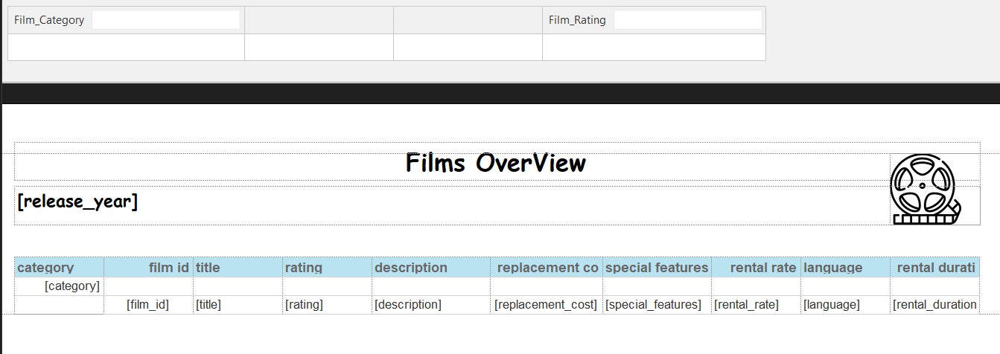 Film_Category Film_Rating
Films OverView
[release_year]
category film id title rating description replacement co special features rental rate language rental durati
[category]
[film_id] [title] [rating] [description] [replacement_cost] [special_features] [rental_rate] [language] [rental_duration